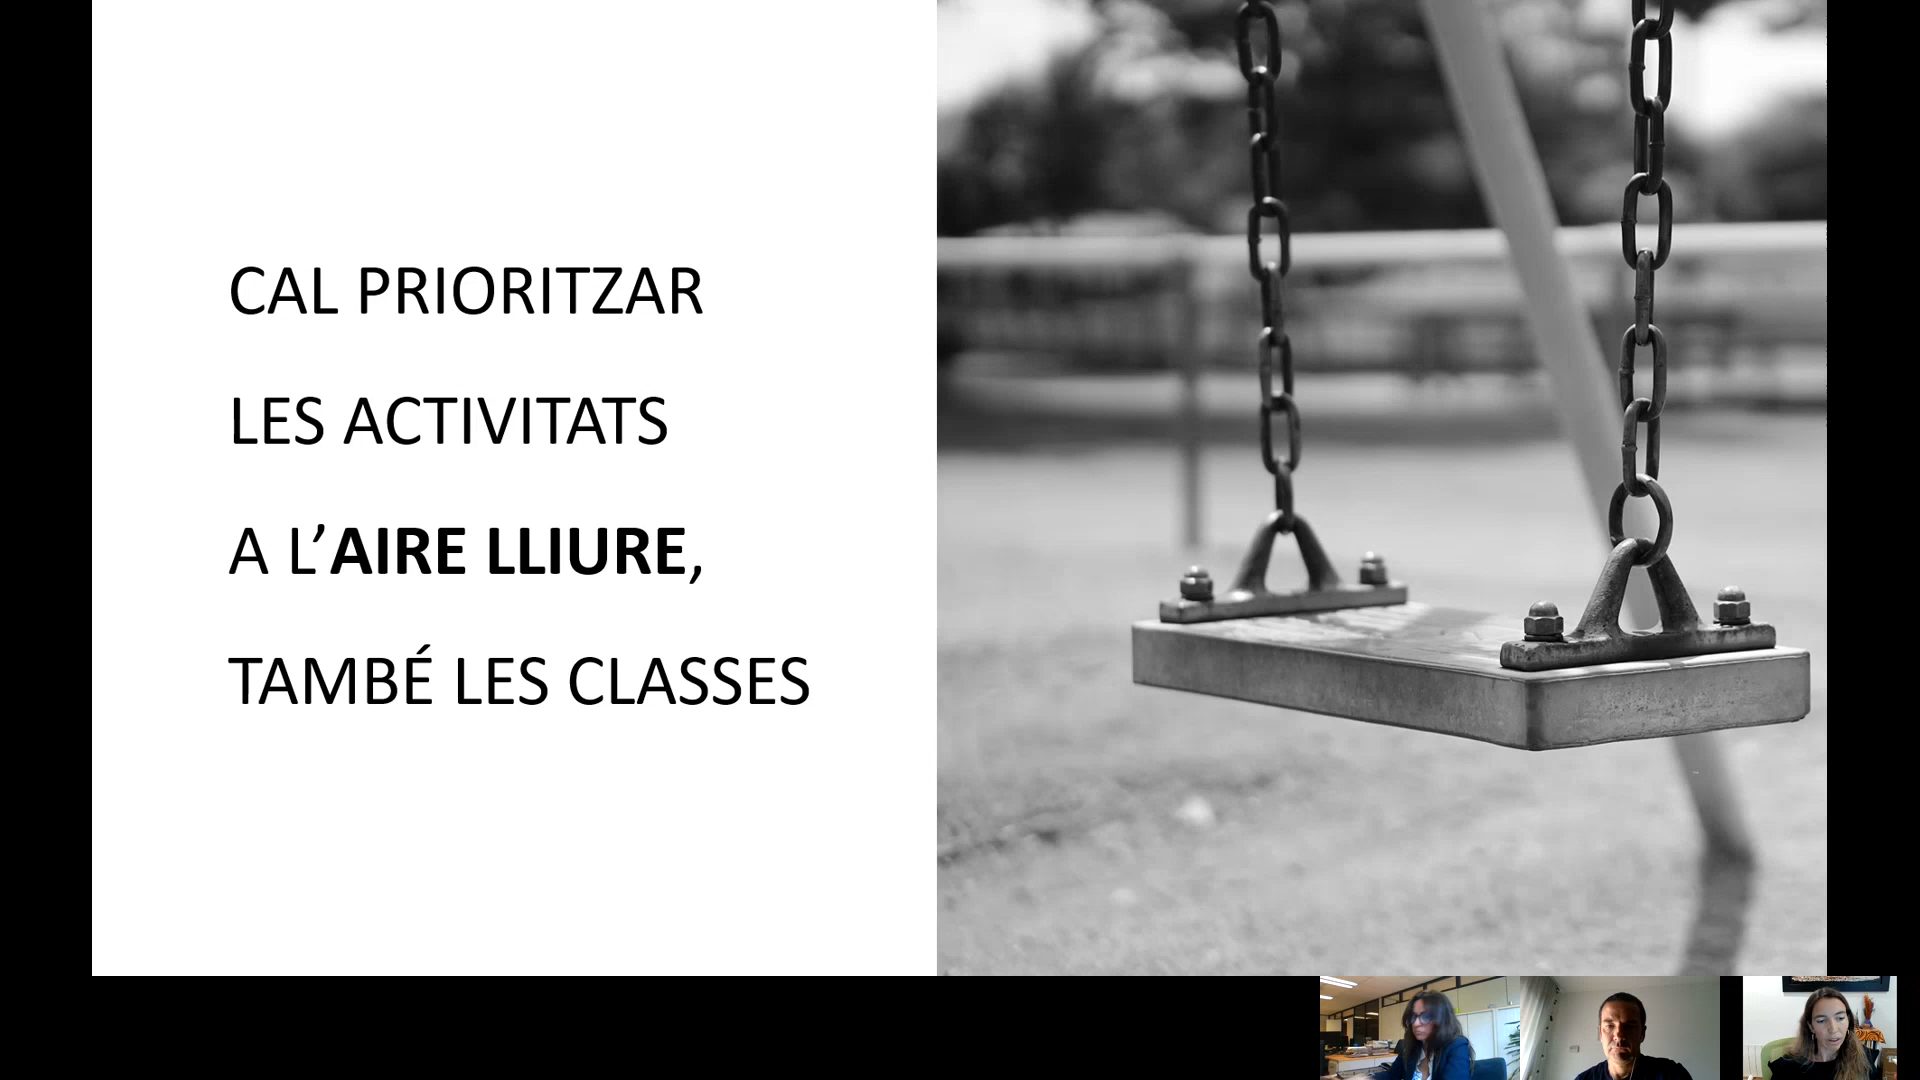 CAL PRIORITZAR
LES ACTIVITATS
A L’AIRE LLIURE,
TAMBÉ LES CLASSES